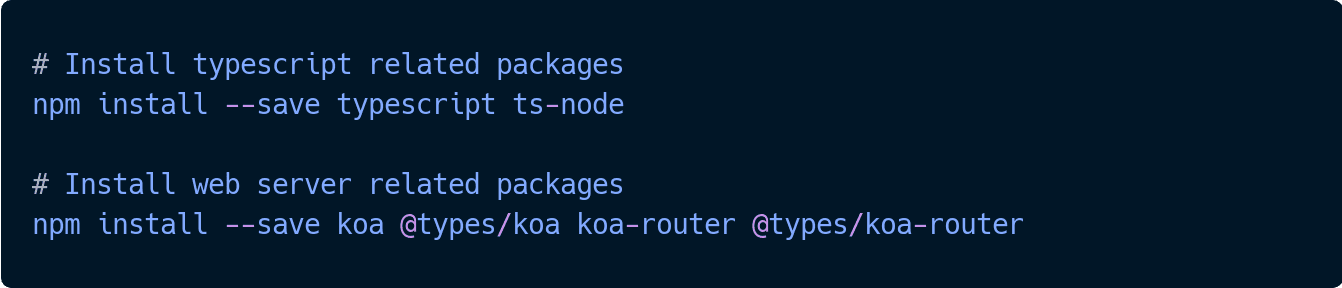 # Install typescript related packages
npm install --save typescript ts-node
# Install web server related packages
npm install --save koa @types/koa koa-router @types/koa-router